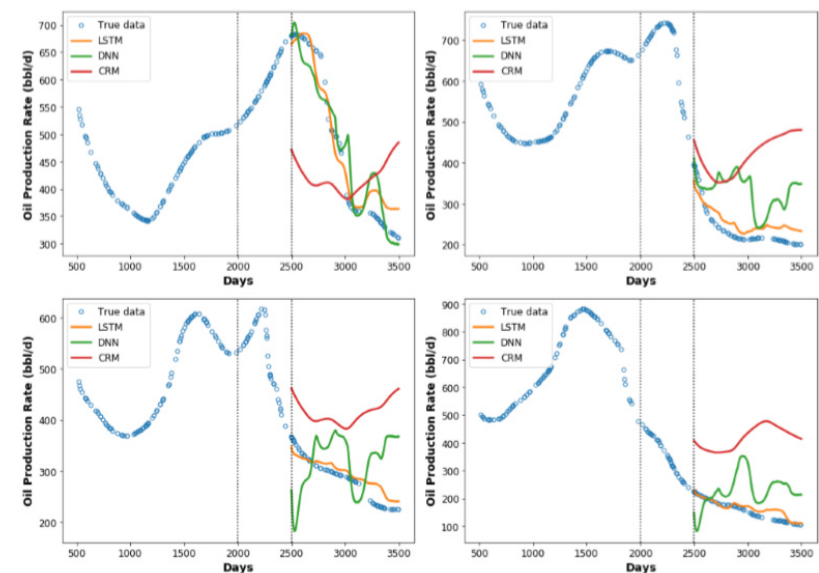 Oil Production Rate (bbl/d)
700
650
600
550
500
450
400
350
300
True data
LSTM
DNN
CRM
500 1000 1500 2000 2500 3000 3500
Days
Oil Production Rate (bbl/d)
700
600
500
400
300
200
True data
LSTM
DNN
CRM
500 1000 1500 2000 2500 3000 3500
Days
Oil Production Rate (bbl/d)
600
500
400
300
200
True data
LSTM
DNN
CRM
500 1000 1500 2000 2500 3000 3500
Days
Oil Production Rate (bbl/d)
900
800
700
600
500
400
300
200
100
True data
LSTM
DNN
CRM
500 1000 1500 2000 2500 3000 3500
Days